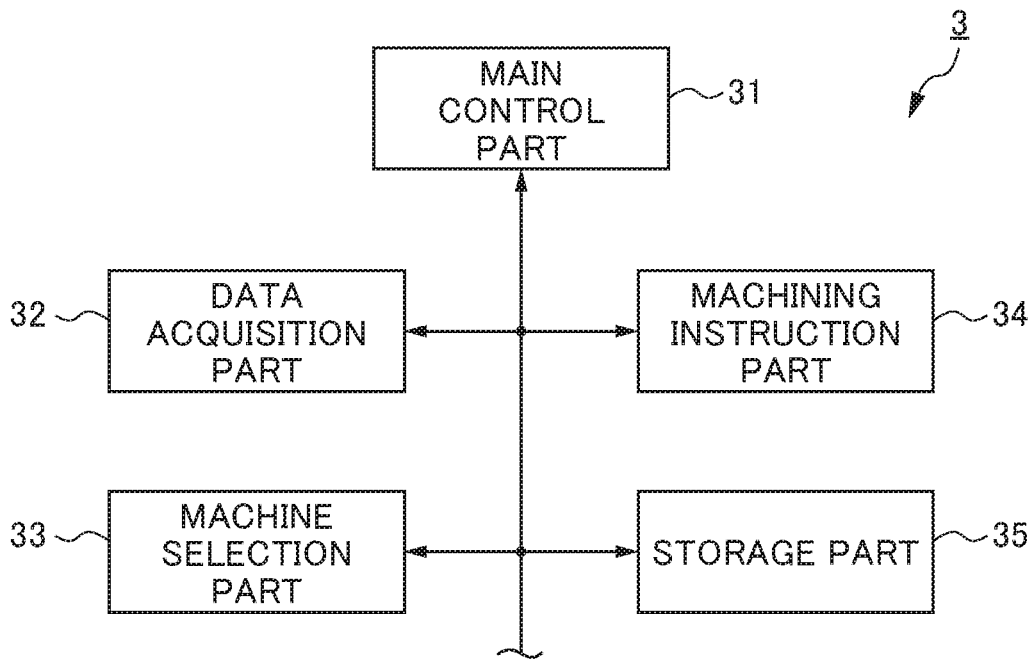 3
MAIN
CONTROL
PART
31
32
DATA
ACQUISITION
PART
MACHINING
INSTRUCTION
PART
34
33
MACHINE
SELECTION
PART
STORAGE PART
35